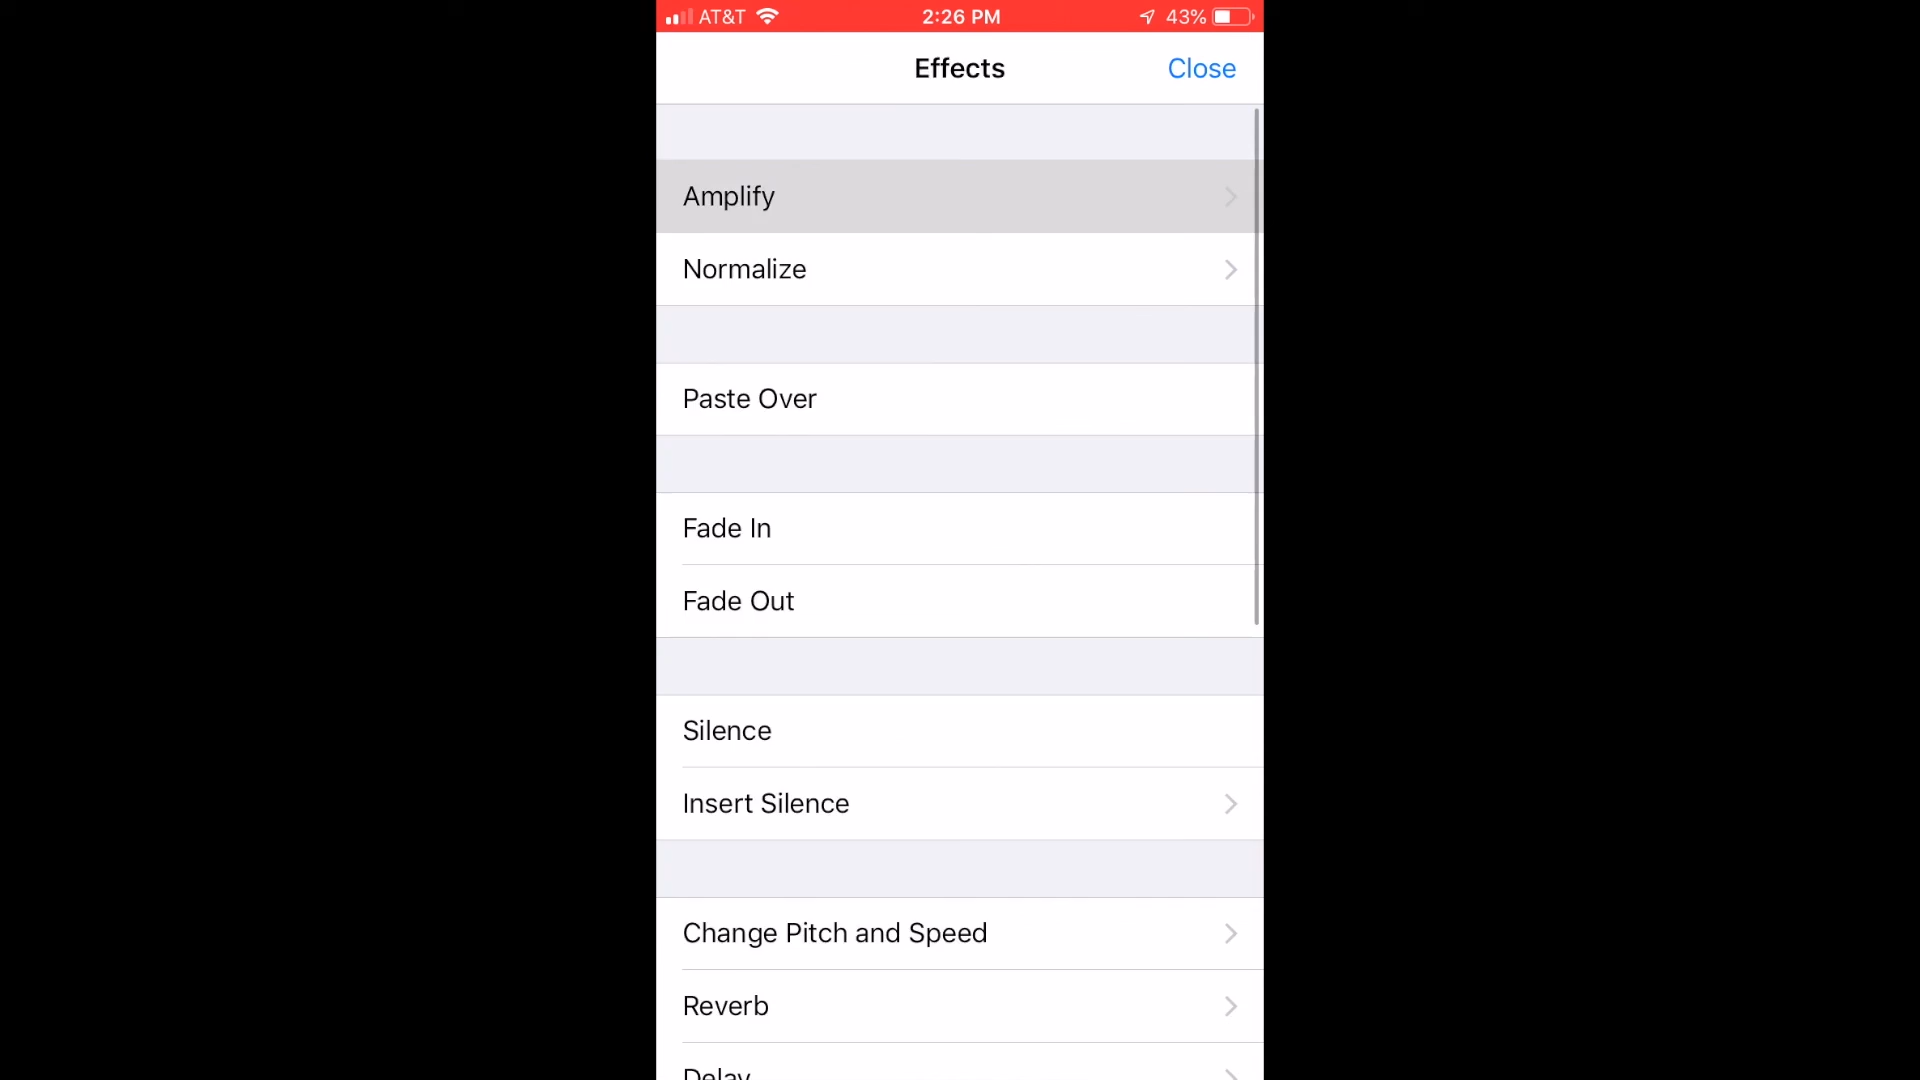 AT&T 2:26 PM 43%
Effects Close
Amplify
Normalize
Paste Over
Fade In
Fade Out
Silence
Insert Silence
Change Pitch and Speed
Reverb
Delay